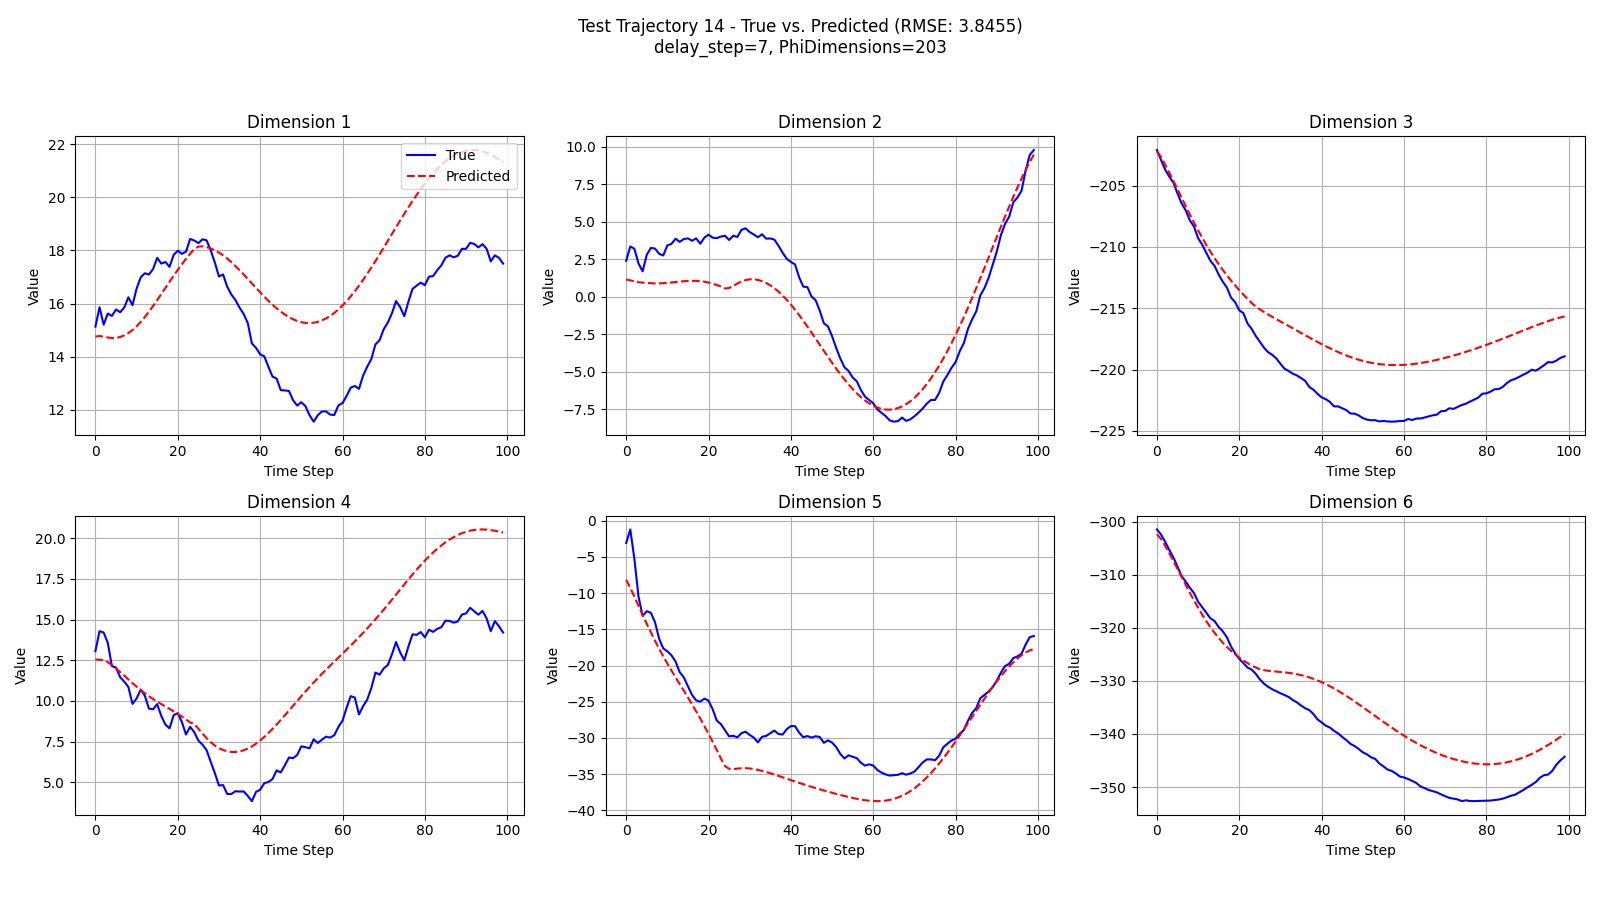 Test Trajectory 14 - True vs. Predicted (RMSE: 3.8455)
delay_step=7, PhiDimensions=203
Dimension 1
22
20
18
16
14
12
Value
0 20 40 60 80 100
Time Step
True
Predicted
Dimension 2
10.0
7.5
5.0
2.5
0.0
−2.5
−5.0
−7.5
Value
0 20 40 60 80 100
Time Step
Dimension 3
−205
−210
−215
−220
−225
Value
0 20 40 60 80 100
Time Step
Dimension 4
20.0
17.5
15.0
12.5
10.0
7.5
5.0
Value
0 20 40 60 80 100
Time Step
Dimension 5
0
−5
−10
−15
−20
−25
−30
−35
−40
Value
0 20 40 60 80 100
Time Step
Dimension 6
−300
−310
−320
−330
−340
−350
Value
0 20 40 60 80 100
Time Step